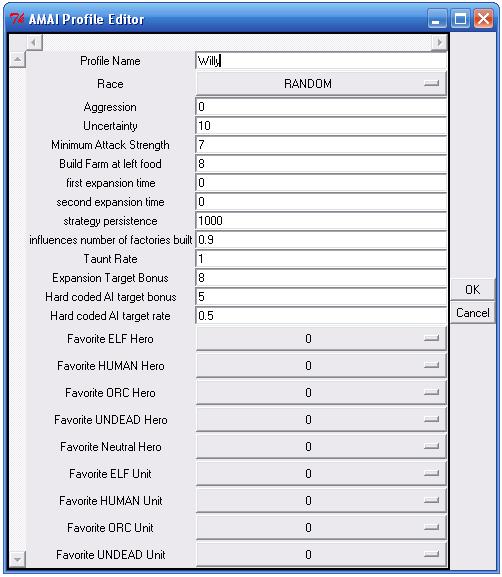 AMAI Profile Editor
Profile Name Willy
Race RANDOM
Aggression 0
Uncertainty 10
Minimum Attack Strength 7
Build Farm at left food 8
first expansion time 0
second expansion time 0
strategy persistence 1000
influences number of factories built 0.9
Taunt Rate 1
Expansion Target Bonus 8
Hard coded AI target bonus 5
Hard coded AI target rate 0.5
Favorite ELF Hero 0
Favorite HUMAN Hero 0
Favorite ORC Hero 0
Favorite UNDEAD Hero 0
Favorite Neutral Hero 0
Favorite ELF Unit 0
Favorite HUMAN Unit 0
Favorite ORC Unit 0
Favorite UNDEAD Unit 0
OK
Cancel